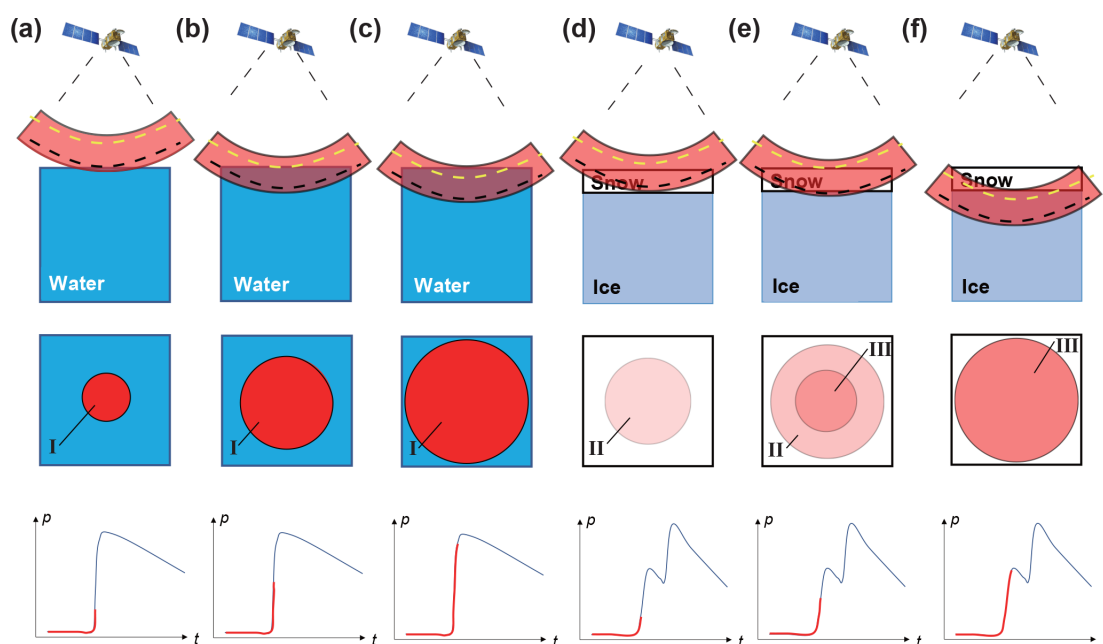 (a) (b) (c) (d) (e) (f)
Snow Snow Snow
Water Water Water Ice Ice Ice
I I I II III II III
p t p t p t p t p t p t